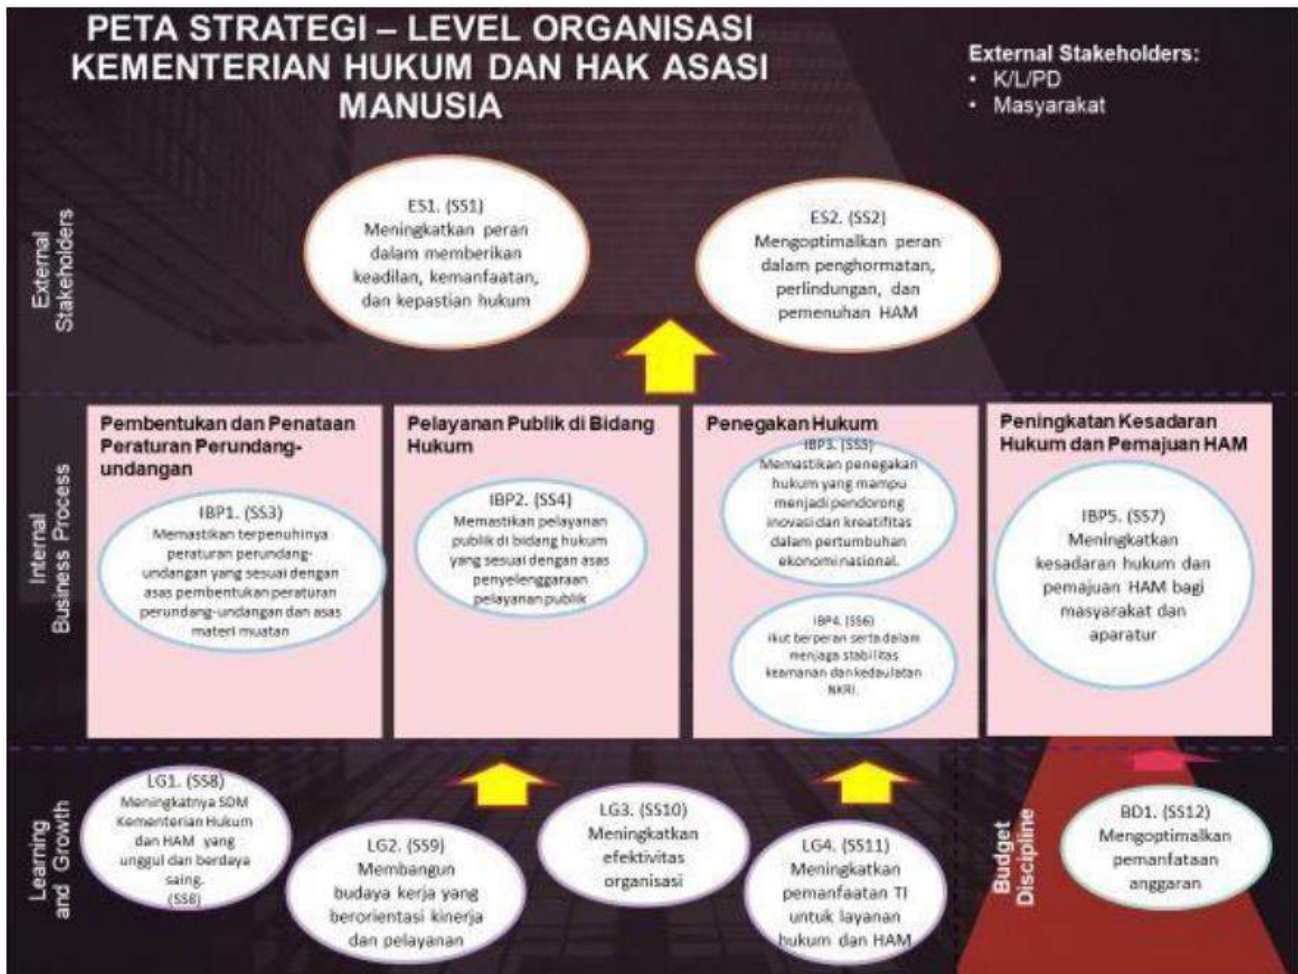 PETA STRATEGI – LEVEL ORGANISASI
KEMENTERIAN HUKUM DAN HAK ASASI
MANUSIA
External Stakeholders:
• K/L/PD
• Masyarakat
External
Stakeholders
ES1. (SS1)
Meningkatkan peran
dalam memberikan
keadilan, kemanfaatan,
dan kepastian hukum
ES2. (SS2)
Mengoptimalkan peran
dalam penghormatan,
perlindungan, dan
pemenuhan HAM
Internal
Business Process
Pembentukan dan Penataan
Peraturan Perundang-
undangan
IBP1. (SS3)
Memastikan terpenuhinya
peraturan perundang-
undangan yang sesuai dengan
asas pembentukan peraturan
perundang-undangan dan asas
materi muatan
Pelayanan Publik di Bidang
Hukum
IBP2. (SS4)
Memastikan pelayanan
publik di bidang hukum
yang sesuai dengan asas
penyelenggaraan
pelayanan publik
Penegakan Hukum
IBP3. (SS5)
Memastikan penegakan
hukum yang mampu
menjadi pendorong
inovasi dan kreatifitas
dalam pertumbuhan
ekonomi nasional.
IBP4. (SS6)
Ikut berperan serta dalam
menjaga stabilitas
keamanan dan kedaulatan
NKRI.
Peningkatan Kesadaran
Hukum dan Pemajuan HAM
IBP5. (SS7)
Meningkatkan
kesadaran hukum dan
pemajuan HAM bagi
masyarakat dan
aparatur
Learning
and Growth
LG1. (SS8)
Meningkatnya SDM
Kementerian Hukum
dan HAM yang
unggul dan berdaya
saing.
(SS8)
LG2. (SS9)
Membangun
budaya kerja yang
berorientasi kinerja
dan pelayanan
LG3. (SS10)
Meningkatkan
efektivitas
organisasi
LG4. (SS11)
Meningkatkan
pemanfaatan TI
untuk layanan
hukum dan HAM
Budget
Discipline
BD1. (SS12)
Mengoptimalkan
pemanfataan
anggaran